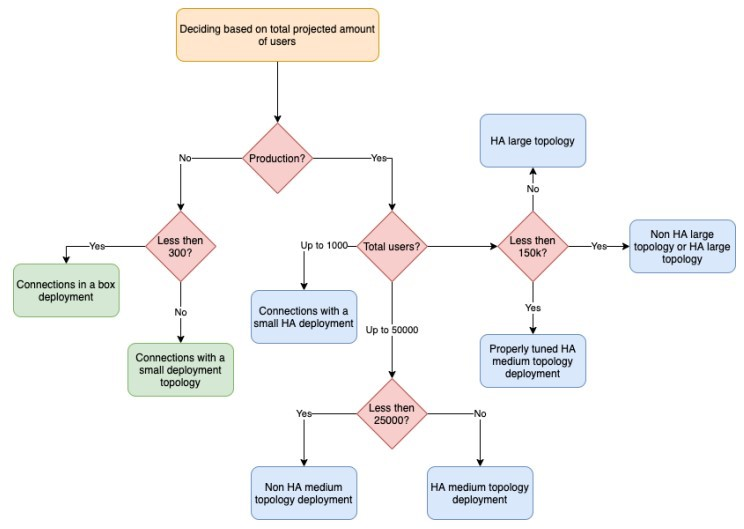 Deciding based on total projected amount
of users
Production?
No
Yes
HA large topology
No
Less then
300?
Yes
Total users?
Up to 1000
Less then
150k?
Yes
Non HA large
topology or HA large
topology
Connections in a box
deployment
No
Connections with a
small HA deployment
Up to 50000
Yes
Properly tuned HA
medium topology
deployment
Connections with a
small deployment
topology
Less then
25000?
Yes
No
Non HA medium
topology deployment
HA medium topology
deployment